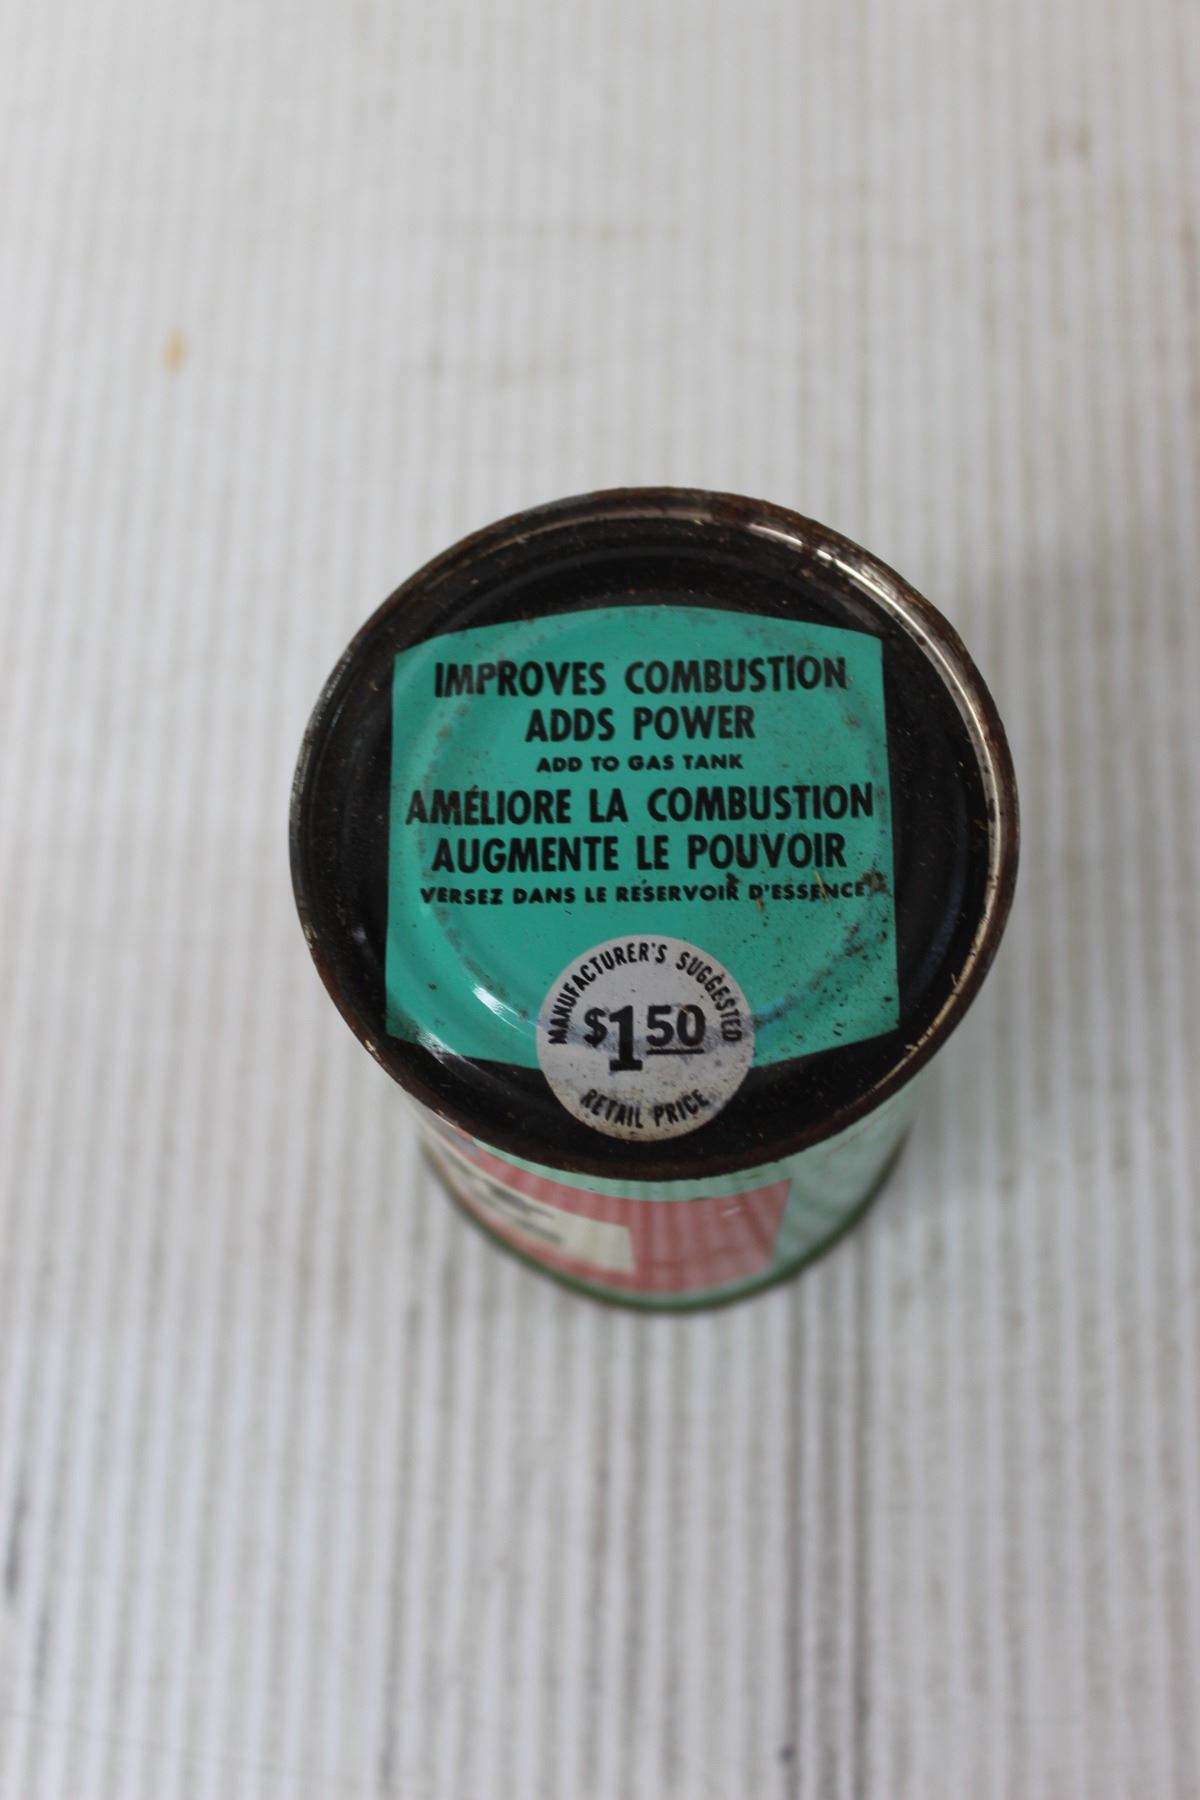 IMPROVES COMBUSTION
ADDS POWER
ADD TO GAS TANK
AMÉLIORE LA COMBUSTION
AUGMENTE LE POUVOIR
VERSEZ DANS LE RESERVOIR D'ESSENCE
MANUFACTURER'S SUGGESTED
$1.50
RETAIL PRICE